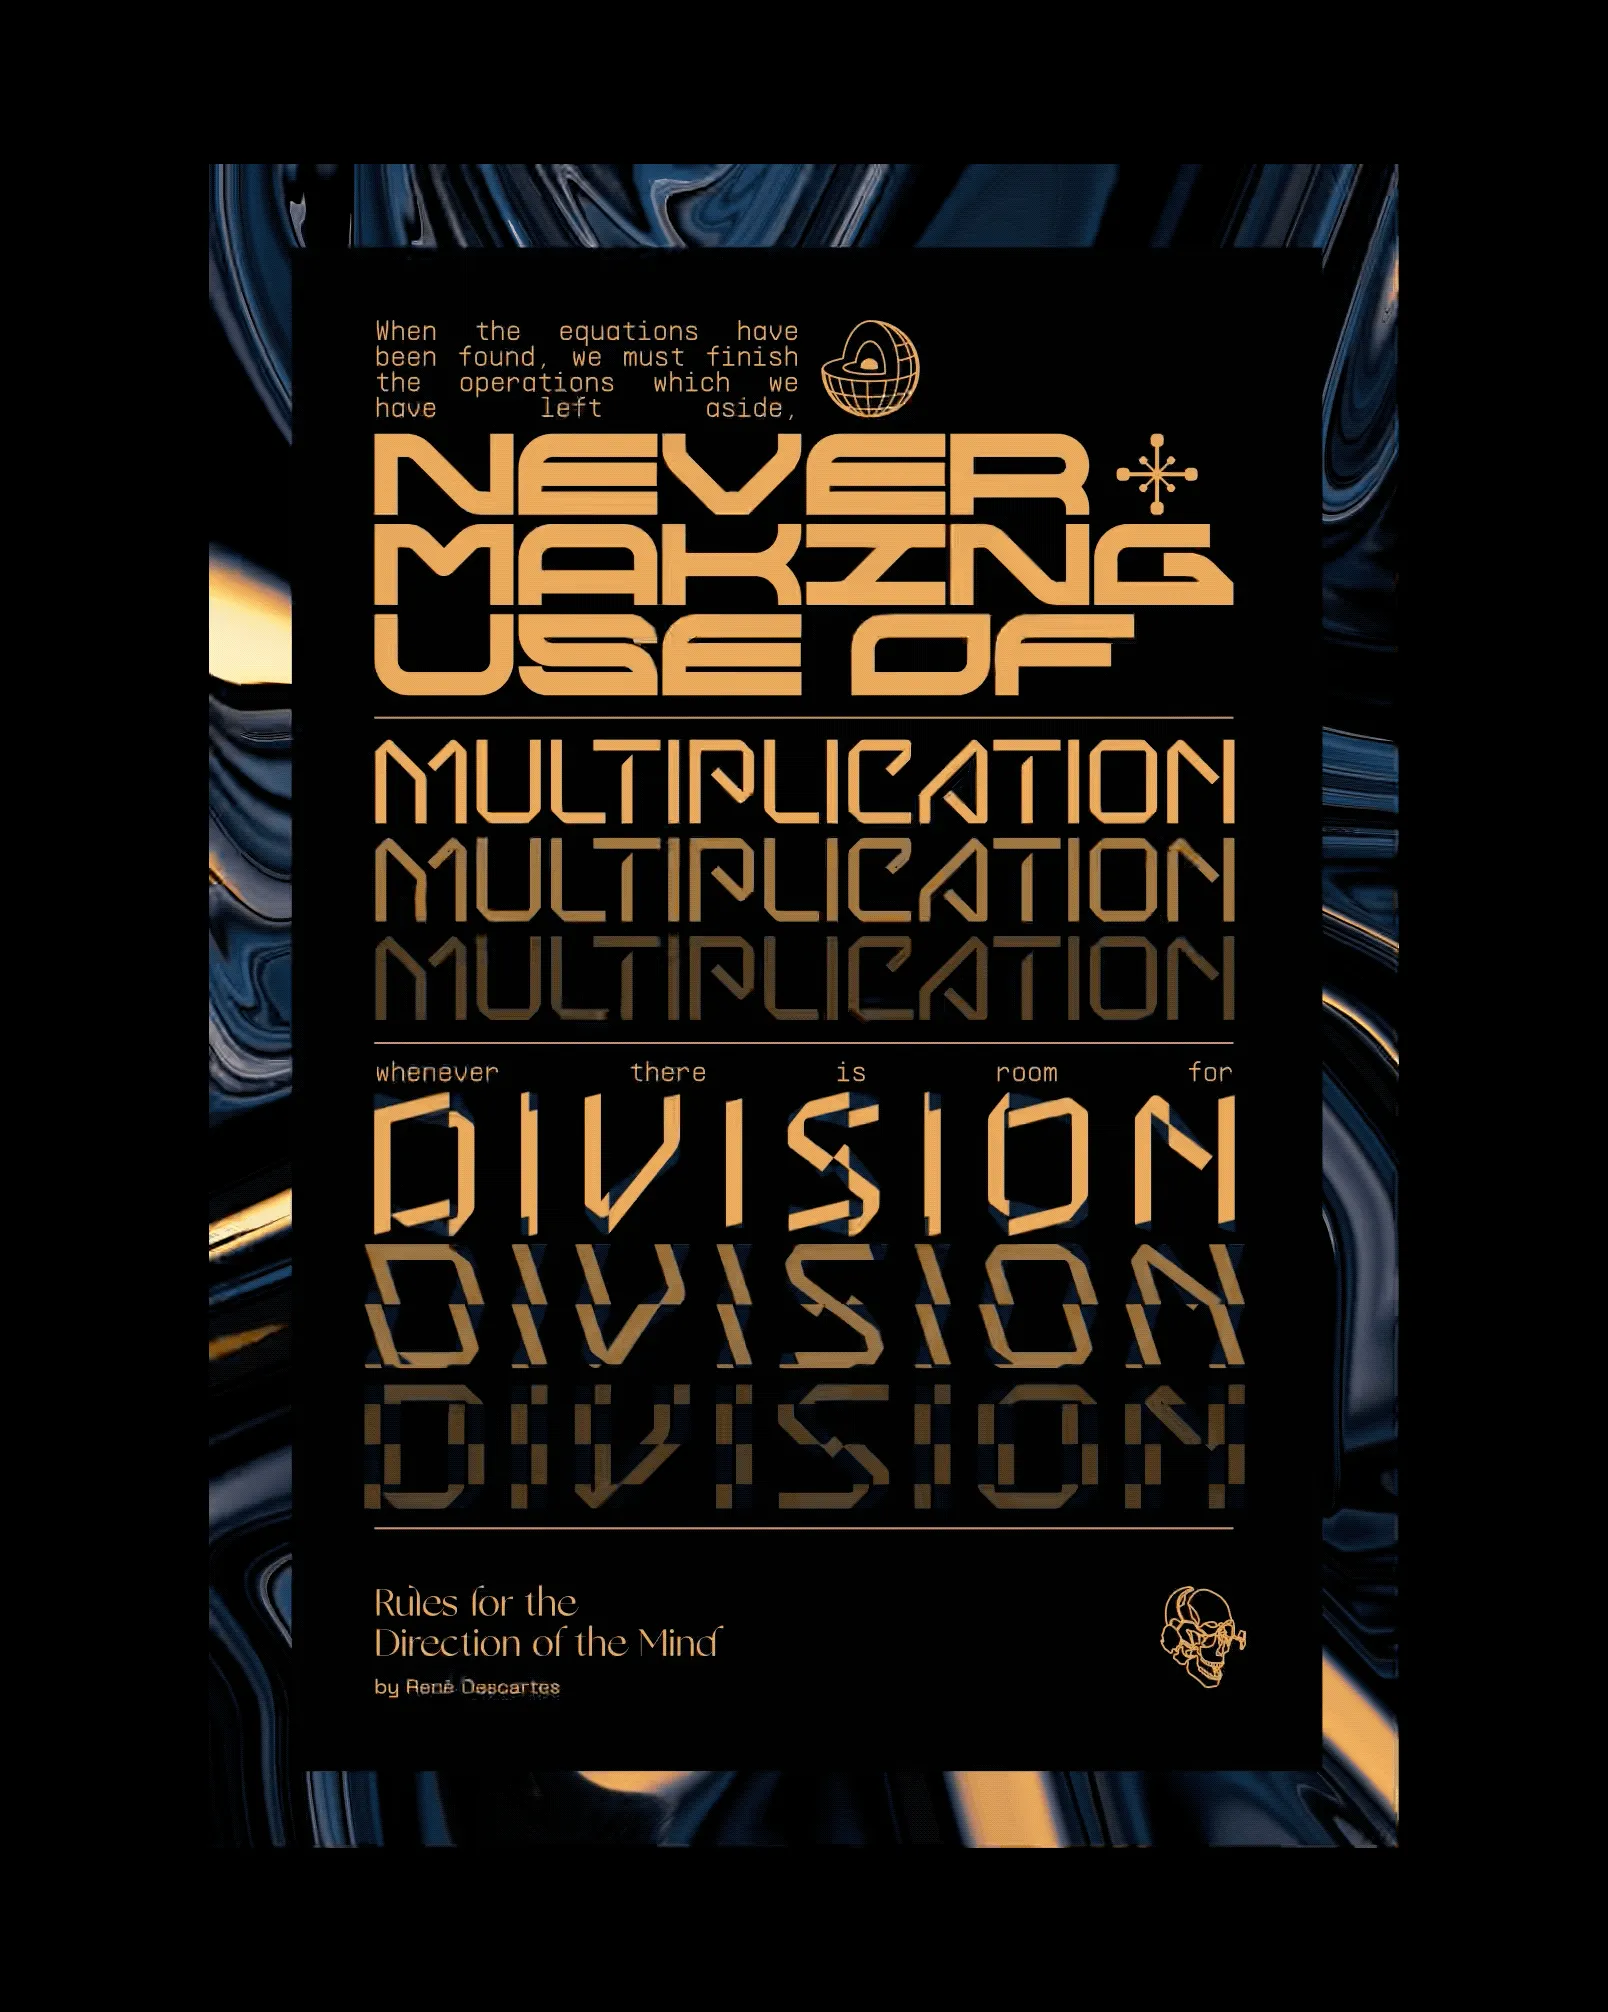 When the equations have
been found, we must finish
the operations which we
have left aside,
NEVER
MAKING
USE OF
MULTIPLICATION
MULTIPLICATION
MULTIPLICATION
whenever there is room for
DIVISION
DIVISION
DIVISION
Rules for the
Direction of the Mind
by René Descartes